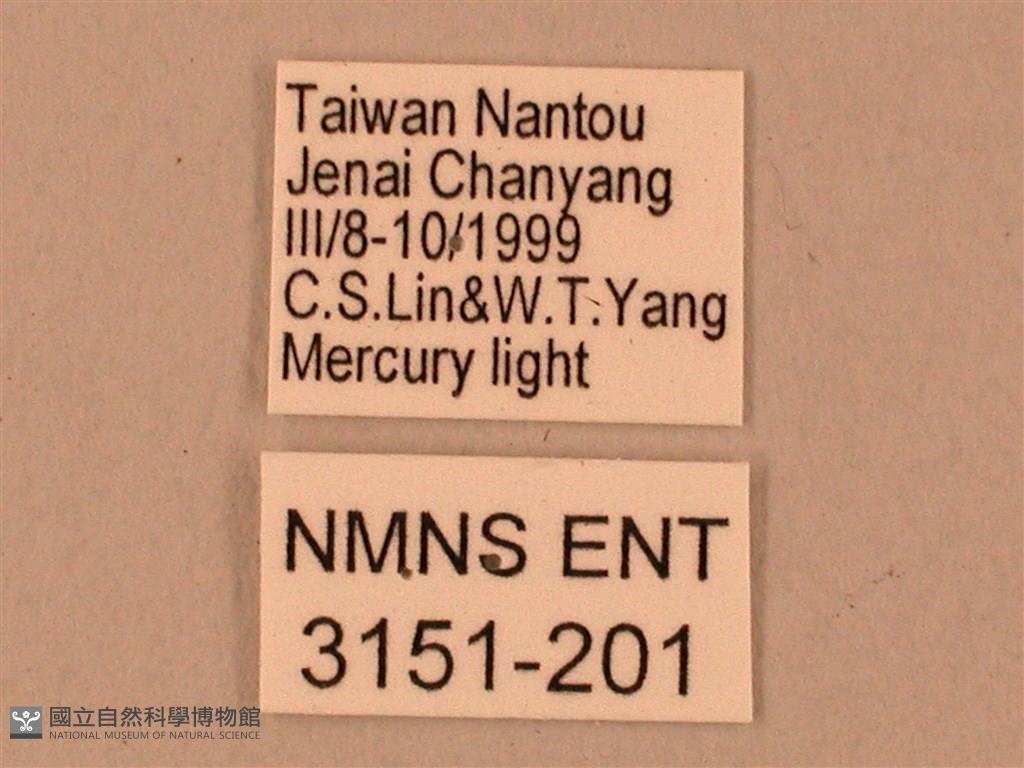 Taiwan Nantou
Jenai Chanyang
III/8-10/1999
C.S.Lin&W.T.Yang
Mercury light
NMNS ENT
3151-201
國立自然科學博物館
NATIONAL MUSEUM OF NATURAL SCIENCE